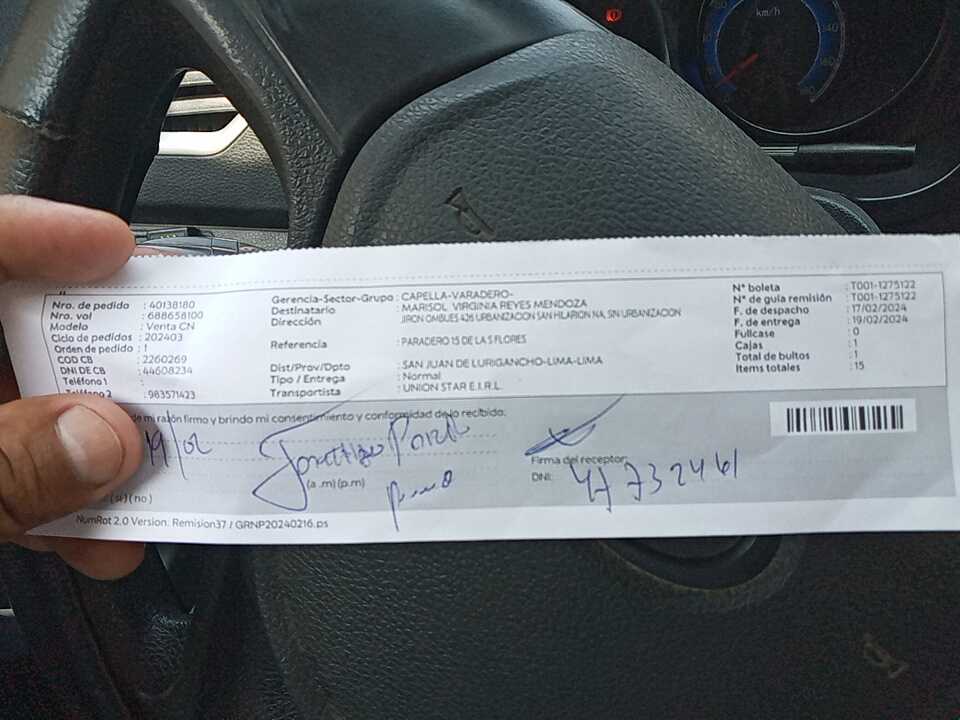 km/h
Nro. de pedido : 40138180
Nro. vol : 688658100
Modelo : Venta CN
Ciclo de pedidos : 202403
Orden de pedido : 1
COD CB : 2260269
DNI DE CB : 44608234
Teléfono 1 :
Teléfono 2 : 983571423
Gerencia-Sector-Grupo : CAPELLA-VARADERO-
Destinatario : MARISOL VIRGINIA REYES MENDOZA
Dirección : JIRON OMBUES 426 URBANIZACION SAN HILARION NA, SIN URBANIZACION
Referencia : PARADERO 15 DE LAS FLORES
Dist/Prov/Dpto : SAN JUAN DE LURIGANCHO-LIMA-LIMA
Tipo / Entrega : Normal
Transportista : UNION STAR E.I.R.L.
N° boleta : T001-1275122
N° de guía remisión : T001-1275122
F. de despacho : 17/02/2024
F. de entrega : 19/02/2024
Fullcase : 0
Cajas : 1
Total de bultos : 1
Items totales : 15
de mi razón firmo y brindo mi consentimiento y conformidad de lo recibido:
19/02
(a .m) (p.m)
Firma del receptor:
DNI: 47732461
(si) (no)
NumRot 2.0 Version: Remision37 / GRNP20240216.ps